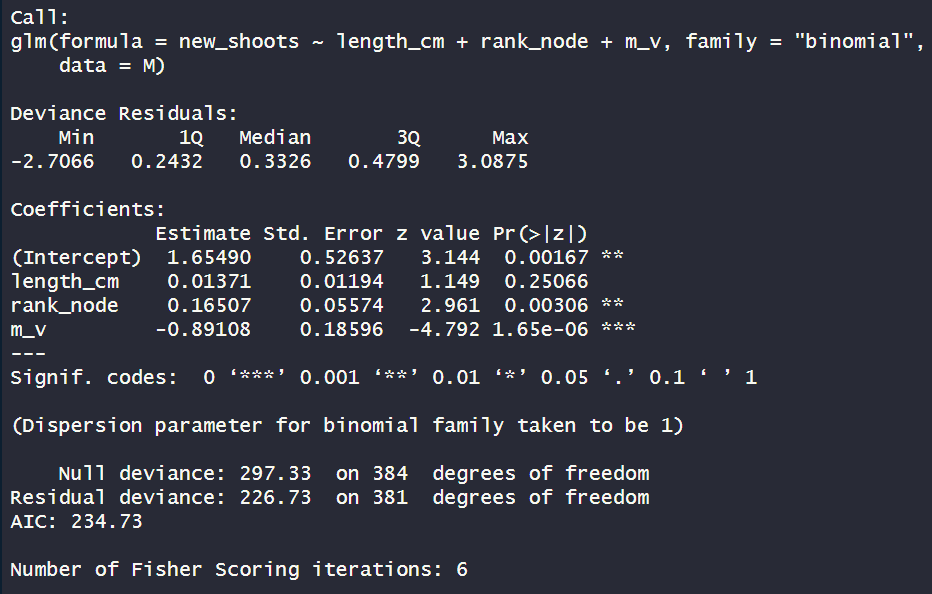 Call:
glm(formula = new_shoots ~ length_cm + rank_node + m_v, family = "binomial",
    data = M)
Deviance Residuals:
    Min       1Q   Median       3Q      Max
-2.7066   0.2432   0.3326   0.4799   3.0875
Coefficients:
            Estimate Std. Error z value Pr(>|z|)
(Intercept)  1.65490    0.52637   3.144  0.00167 **
length_cm    0.01371    0.01194   1.149  0.25066
rank_node    0.16507    0.05574   2.961  0.00306 **
m_v         -0.89108    0.18596  -4.792 1.65e-06 ***
---
Signif. codes:  0 ‘***’ 0.001 ‘**’ 0.01 ‘*’ 0.05 ‘.’ 0.1 ‘ ’ 1
(Dispersion parameter for binomial family taken to be 1)
    Null deviance: 297.33  on 384  degrees of freedom
Residual deviance: 226.73  on 381  degrees of freedom
AIC: 234.73
Number of Fisher Scoring iterations: 6